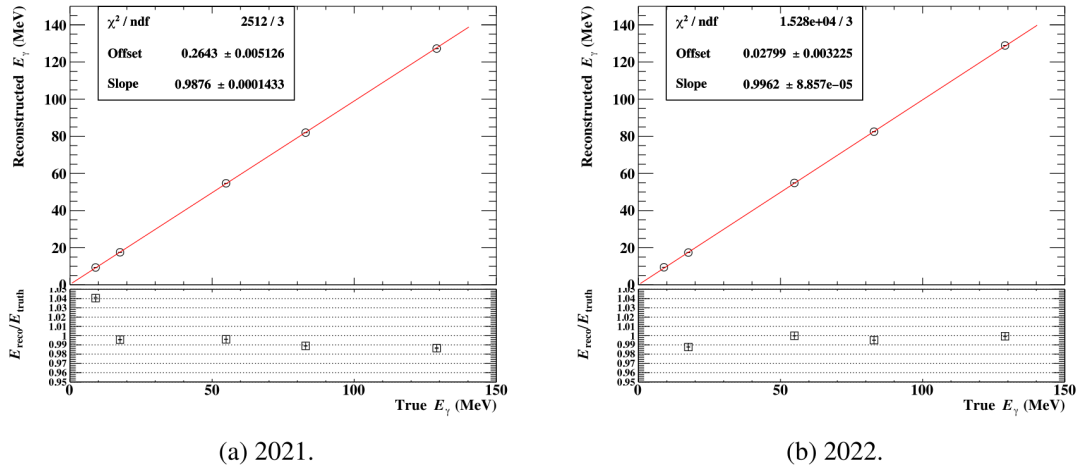 Reconstructed E_γ (MeV)
140
120
100
80
60
40
20
0
χ² / ndf 2512 / 3
Offset 0.2643 ± 0.005126
Slope 0.9876 ± 0.0001433
E_reco/E_truth
1.05
1.04
1.03
1.02
1.01
1
0.99
0.98
0.97
0.96
0.95
0 50 100 150
True E_γ (MeV)
(a) 2021.
Reconstructed E_γ (MeV)
140
120
100
80
60
40
20
0
χ² / ndf 1.528e+04 / 3
Offset 0.02799 ± 0.003225
Slope 0.9962 ± 8.857e−05
E_reco/E_truth
1.05
1.04
1.03
1.02
1.01
1
0.99
0.98
0.97
0.96
0.95
0 50 100 150
True E_γ (MeV)
(b) 2022.